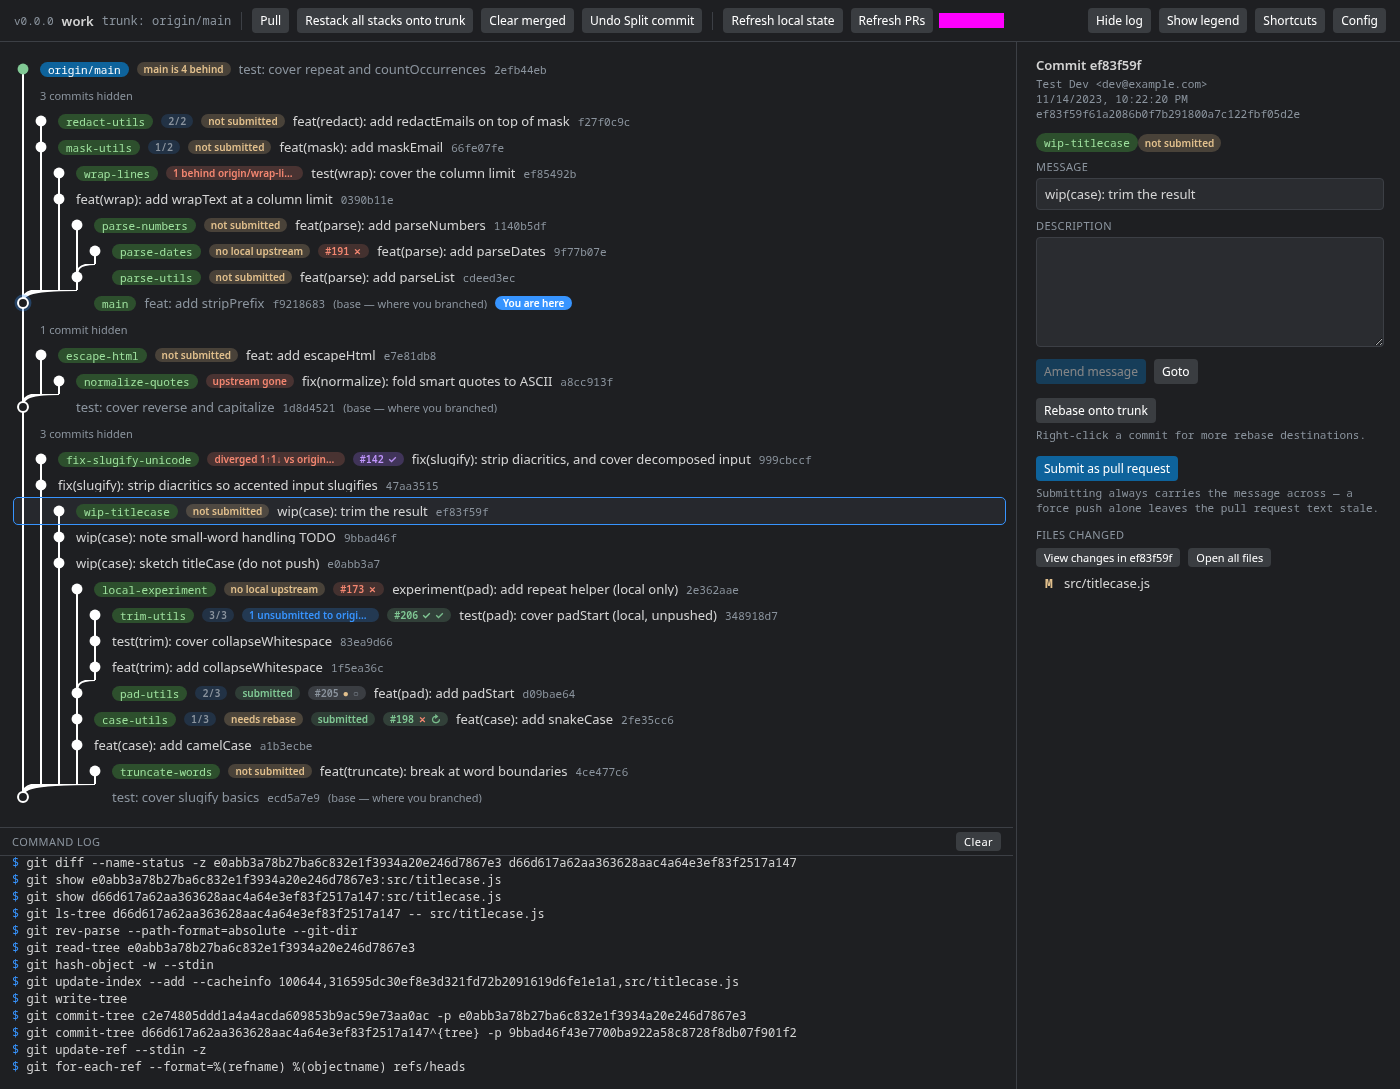 v0.0.0 work trunk: origin/main Pull Restack all stacks onto trunk Clear merged Undo Split commit Refresh local state Refresh PRs Hide log Show legend Shortcuts Config
origin/main main is 4 behind test: cover repeat and countOccurrences 2efb44eb
3 commits hidden
redact-utils 2/2 not submitted feat(redact): add redactEmails on top of mask f27f0c9c
mask-utils 1/2 not submitted feat(mask): add maskEmail 66fe07fe
wrap-lines 1 behind origin/wrap-li... test(wrap): cover the column limit ef85492b
feat(wrap): add wrapText at a column limit 0390b11e
parse-numbers not submitted feat(parse): add parseNumbers 1140b5df
parse-dates no local upstream #191 × feat(parse): add parseDates 9f77b07e
parse-utils not submitted feat(parse): add parseList cdeed3ec
main feat: add stripPrefix f9218683 (base — where you branched) You are here
1 commit hidden
escape-html not submitted feat: add escapeHtml e7e81db8
normalize-quotes upstream gone fix(normalize): fold smart quotes to ASCII a8cc913f
test: cover reverse and capitalize 1d8d4521 (base — where you branched)
3 commits hidden
fix-slugify-unicode diverged 1↑1↓ vs origin... #142 ✓ fix(slugify): strip diacritics, and cover decomposed input 999cbccf
fix(slugify): strip diacritics so accented input slugifies 47aa3515
wip-titlecase not submitted wip(case): trim the result ef83f59f
wip(case): note small-word handling TODO 9bbad46f
wip(case): sketch titleCase (do not push) e0abb3a7
local-experiment no local upstream #173 × experiment(pad): add repeat helper (local only) 2e362aae
trim-utils 3/3 1 unsubmitted to origi... #206 ✓ ✓ test(pad): cover padStart (local, unpushed) 348918d7
test(trim): cover collapseWhitespace 83ea9d66
feat(trim): add collapseWhitespace 1f5ea36c
pad-utils 2/3 submitted #205 ● ○ feat(pad): add padStart d09bae64
case-utils 1/3 needs rebase submitted #198 × ↻ feat(case): add snakeCase 2fe35cc6
feat(case): add camelCase a1b3ecbe
truncate-words not submitted feat(truncate): break at word boundaries 4ce477c6
test: cover slugify basics ecd5a7e9 (base — where you branched)
Commit ef83f59f
Test Dev <dev@example.com>
11/14/2023, 10:22:20 PM
ef83f59f61a2086b0f7b291800a7c122fbf05d2e
wip-titlecase not submitted
MESSAGE
wip(case): trim the result
DESCRIPTION
Amend message Goto
Rebase onto trunk
Right-click a commit for more rebase destinations.
Submit as pull request
Submitting always carries the message across — a
force push alone leaves the pull request text stale.
FILES CHANGED
View changes in ef83f59f Open all files
M src/titlecase.js
COMMAND LOG Clear
$ git diff --name-status -z e0abb3a78b27ba6c832e1f3934a20e246d7867e3 d66d617a62aa363628aac4a64e3ef83f2517a147
$ git show e0abb3a78b27ba6c832e1f3934a20e246d7867e3:src/titlecase.js
$ git show d66d617a62aa363628aac4a64e3ef83f2517a147:src/titlecase.js
$ git ls-tree d66d617a62aa363628aac4a64e3ef83f2517a147 -- src/titlecase.js
$ git rev-parse --path-format=absolute --git-dir
$ git read-tree e0abb3a78b27ba6c832e1f3934a20e246d7867e3
$ git hash-object -w --stdin
$ git update-index --add --cacheinfo 100644,316595dc30ef8e3d321fd72b2091619d6fe1e1a1,src/titlecase.js
$ git write-tree
$ git commit-tree c2e74805ddd1a4a4acda609853b9ac59e73aa0ac -p e0abb3a78b27ba6c832e1f3934a20e246d7867e3
$ git commit-tree d66d617a62aa363628aac4a64e3ef83f2517a147^{tree} -p 9bbad46f43e7700ba922a58c8728f8db07f901f2
$ git update-ref --stdin -z
$ git for-each-ref --format=%(refname) %(objectname) refs/heads